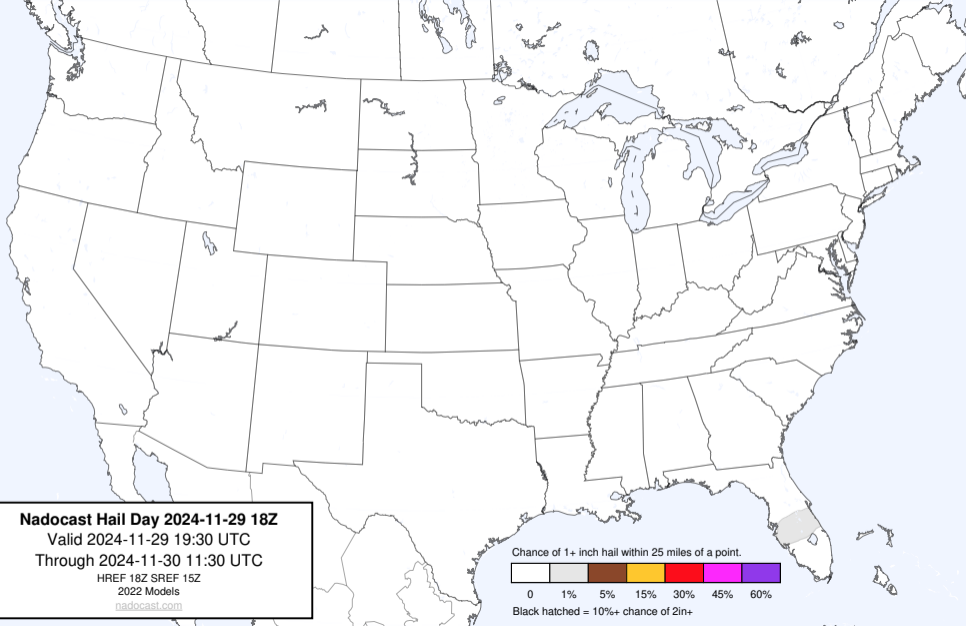 Nadocast Hail Day 2024-11-29 18Z
Valid 2024-11-29 19:30 UTC
Through 2024-11-30 11:30 UTC
HREF 18Z SREF 15Z
2022 Models
nadocast.com
Chance of 1+ inch hail within 25 miles of a point.
0 1% 5% 15% 30% 45% 60%
Black hatched = 10%+ chance of 2in+